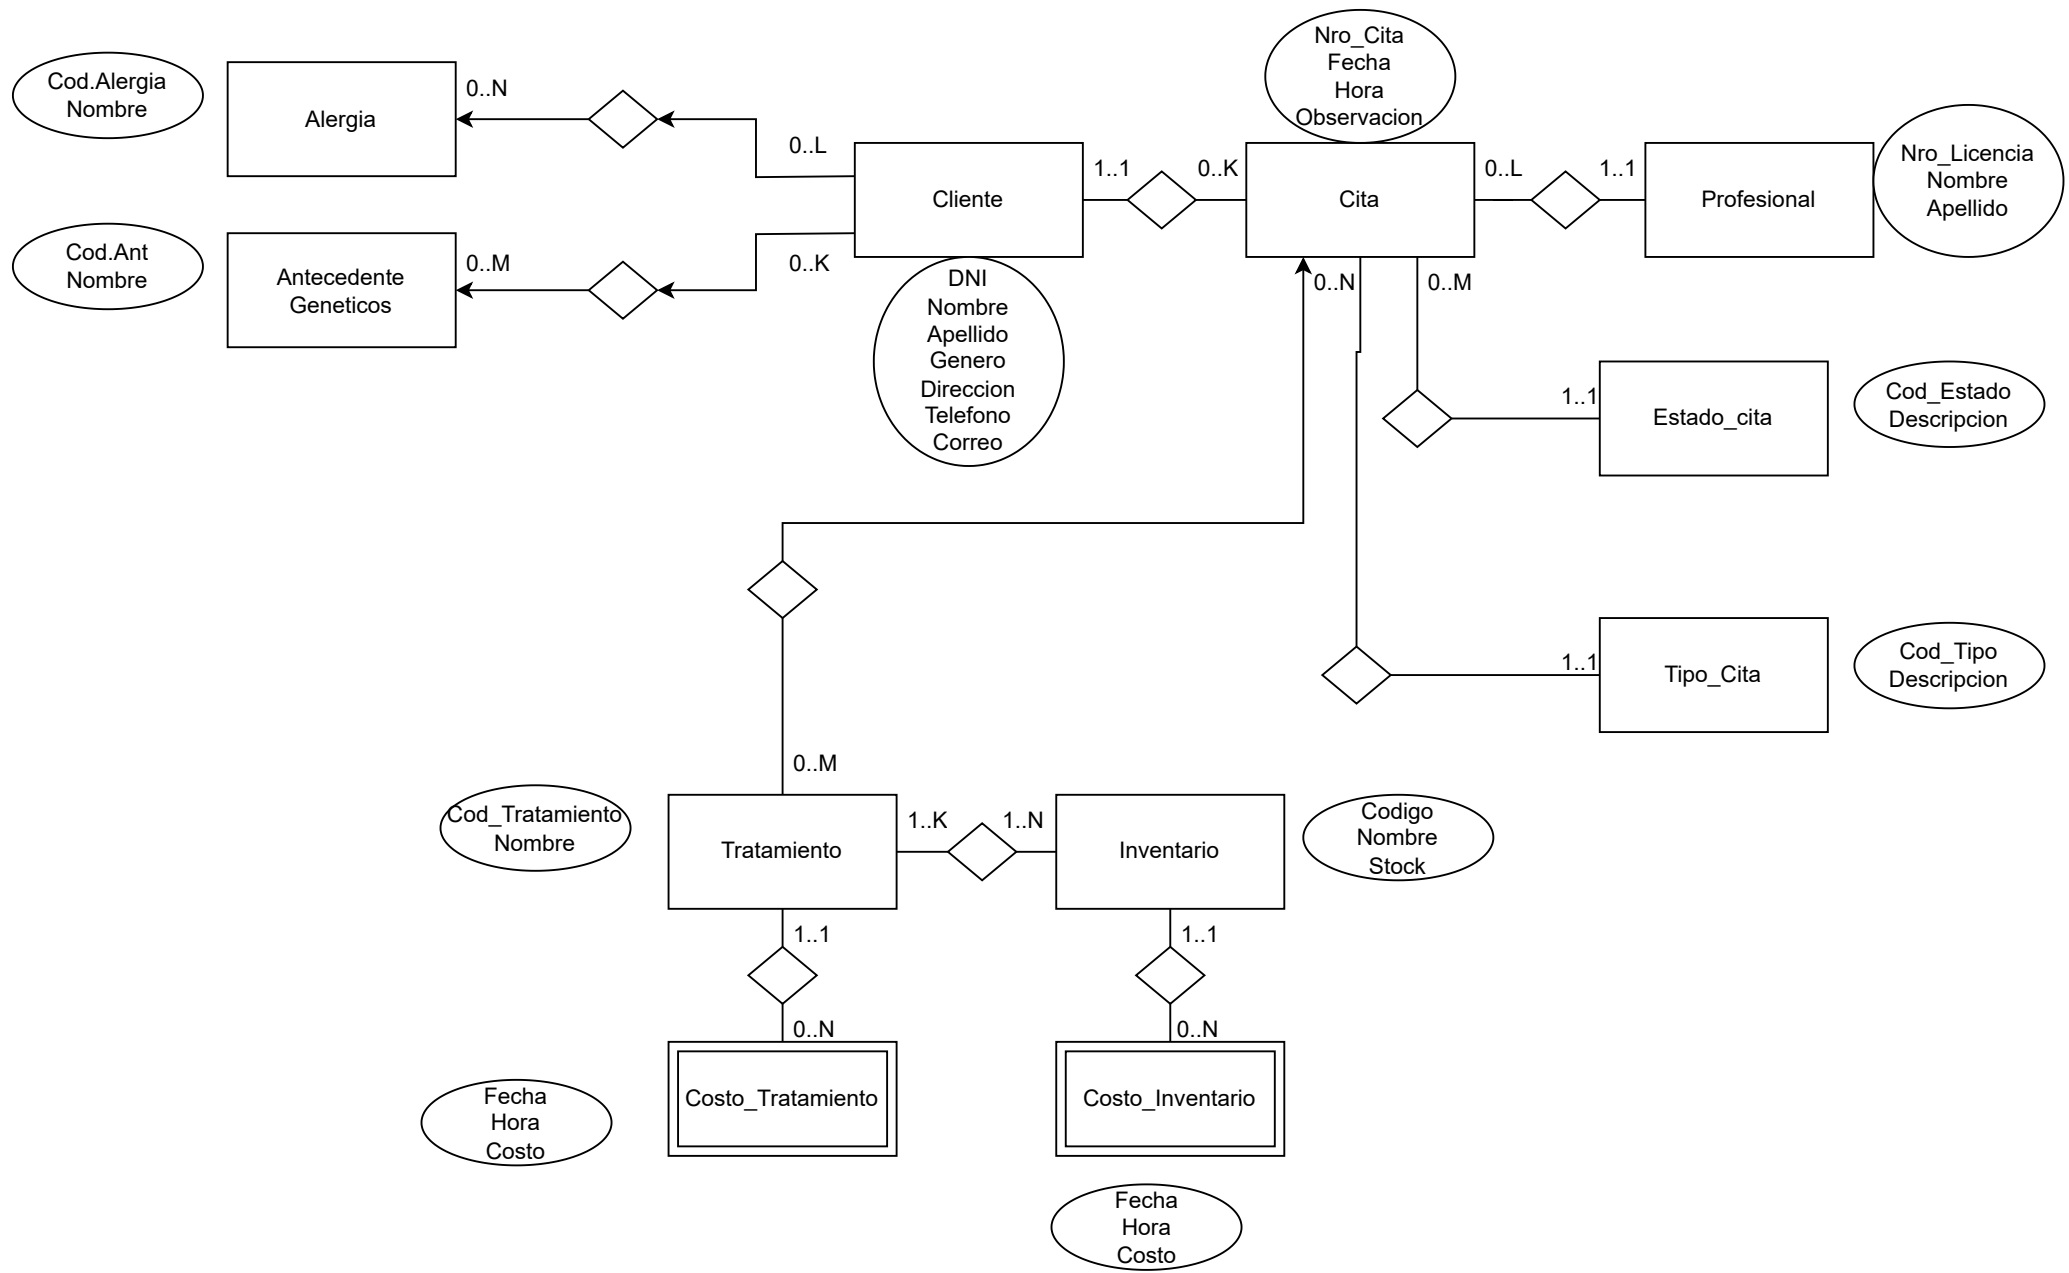 Nro_Cita
Fecha
Hora
Observacion
Cod.Alergia
Nombre
Alergia
0..N
0..L
Cliente
1..1
0..K
Cita
0..L
1..1
Profesional
Nro_Licencia
Nombre
Apellido
Cod.Ant
Nombre
Antecedente
Geneticos
0..M
0..K
DNI
Nombre
Apellido
Genero
Direccion
Telefono
Correo
0..N
0..M
1..1
Estado_cita
Cod_Estado
Descripcion
1..1
Tipo_Cita
Cod_Tipo
Descripcion
0..M
Cod_Tratamiento
Nombre
Tratamiento
1..K
1..N
Inventario
Codigo
Nombre
Stock
1..1
1..1
0..N
0..N
Costo_Tratamiento
Costo_Inventario
Fecha
Hora
Costo
Fecha
Hora
Costo